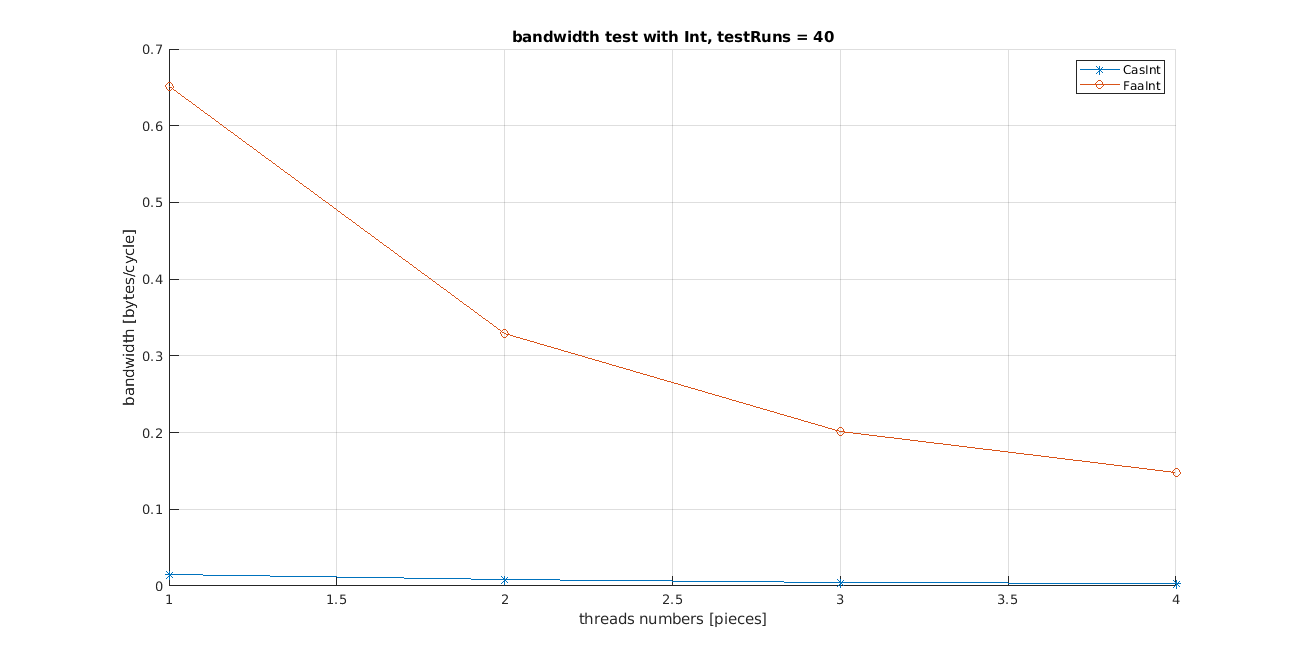 bandwidth test with Int, testRuns = 40
CasInt
FaaInt
0.7
0.6
0.5
0.4
0.3
0.2
0.1
0
bandwidth [bytes/cycle]
1 1.5 2 2.5 3 3.5 4
threads numbers [pieces]